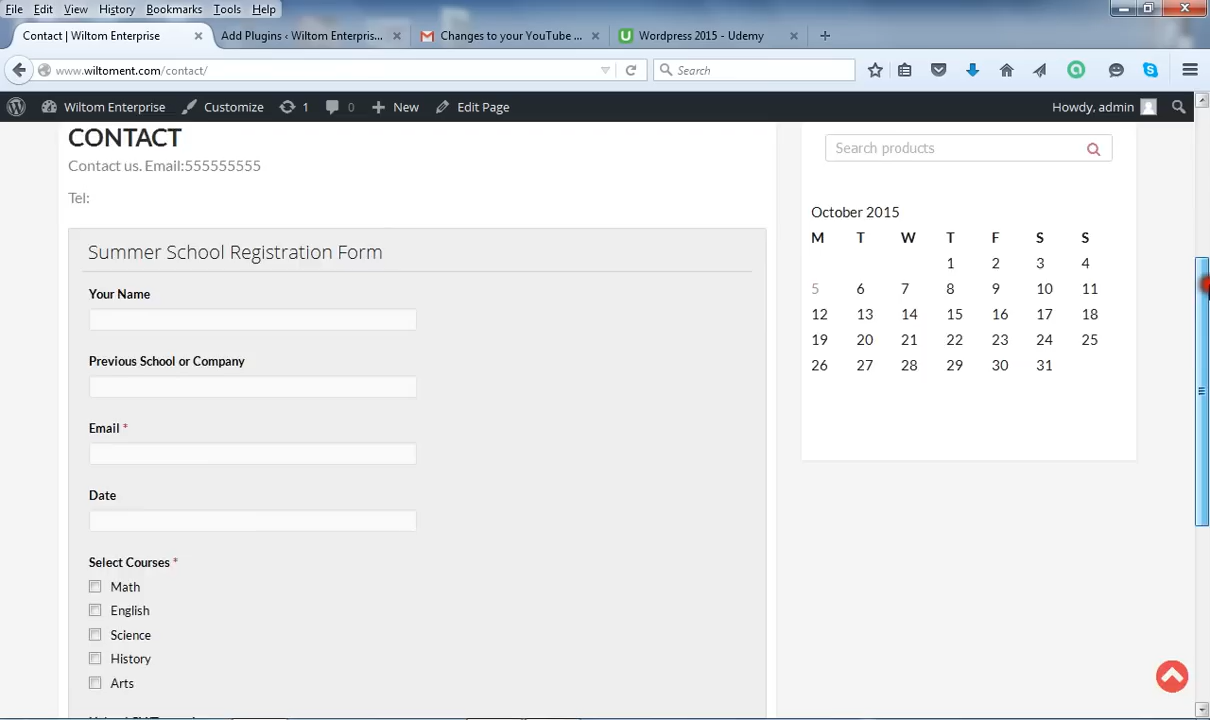 File Edit View History Bookmarks Tools Help
Contact | Wiltom Enterprise
Add Plugins ‹ Wiltom Enterpris...
Changes to your YouTube ...
Wordpress 2015 - Udemy
www.wiltoment.com/contact/
Search
Wiltom Enterprise Customize 1 0 New Edit Page Howdy, admin
CONTACT
Contact us. Email:555555555
Tel:
Summer School Registration Form
Your Name
Previous School or Company
Email *
Date
Select Courses *
Math
English
Science
History
Arts
Search products
October 2015
M T W T F S S
1 2 3 4
5 6 7 8 9 10 11
12 13 14 15 16 17 18
19 20 21 22 23 24 25
26 27 28 29 30 31